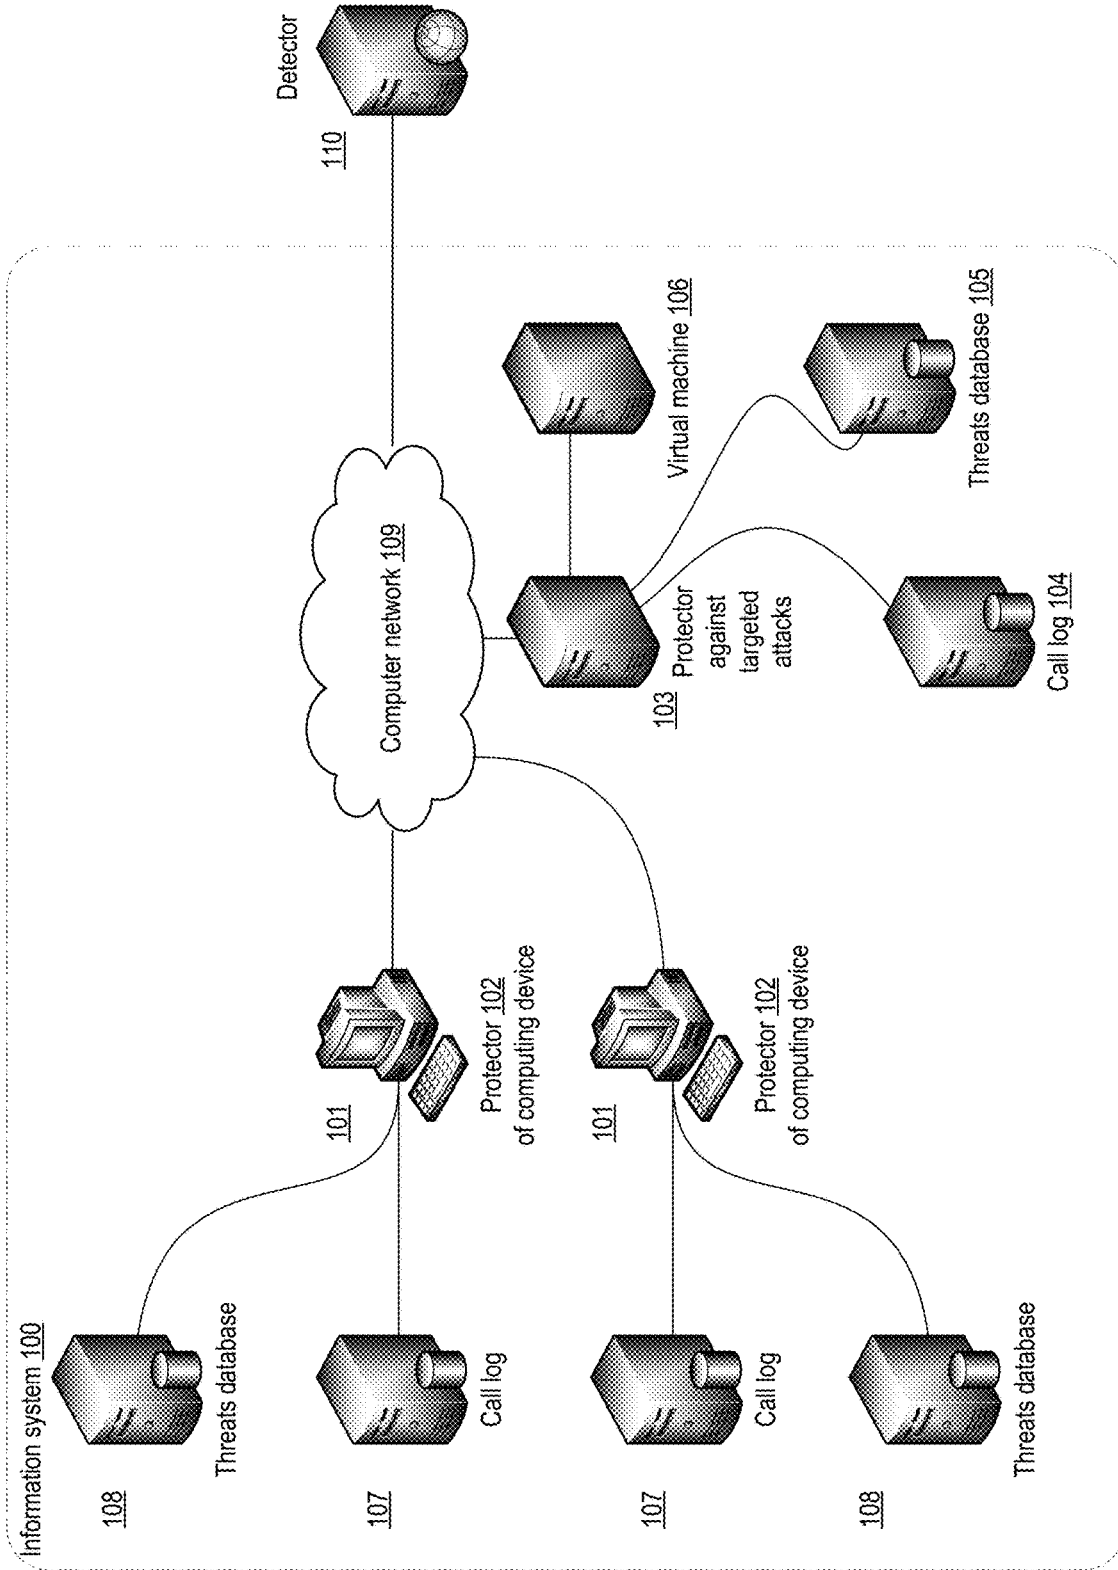 Information system 100
108
Threats database
107
Call log
101
Protector 102
of computing device
Computer network 109
110
Detector
107
Call log
101
Protector 102
of computing device
108
Threats database
103
Protector
against
targeted
attacks
Virtual machine 106
Call log 104
Threats database 105